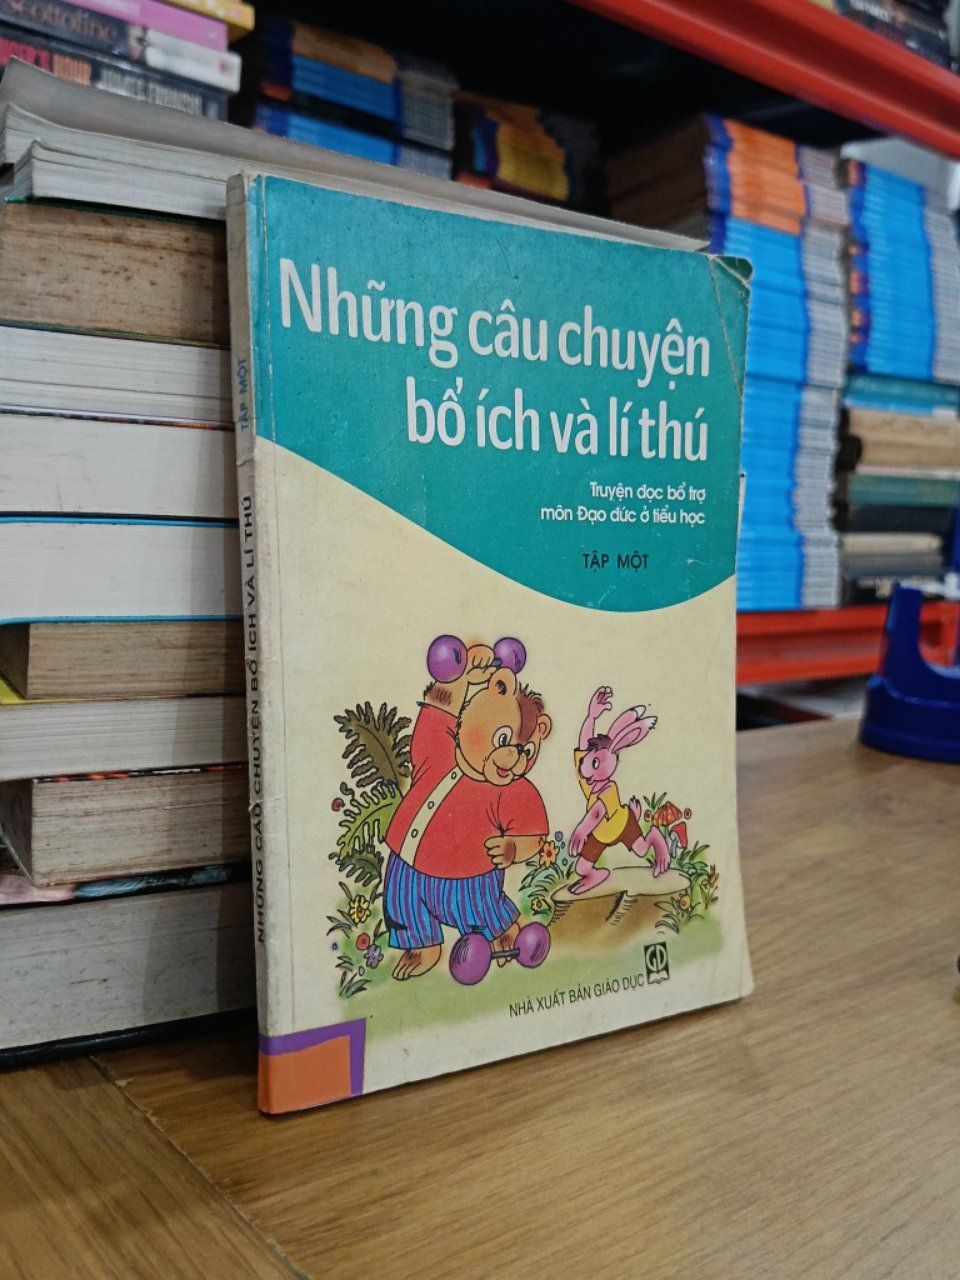 Scottoline
Những câu chuyện
bổ ích và lí thú
Truyện đọc bổ trợ
môn Đạo đức ở tiểu học
TẬP MỘT
NHÀ XUẤT BẢN GIÁO DỤC
GD
NHỮNG CÂU CHUYỆN BỔ ÍCH VÀ LÍ THÚ
TẬP MỘT